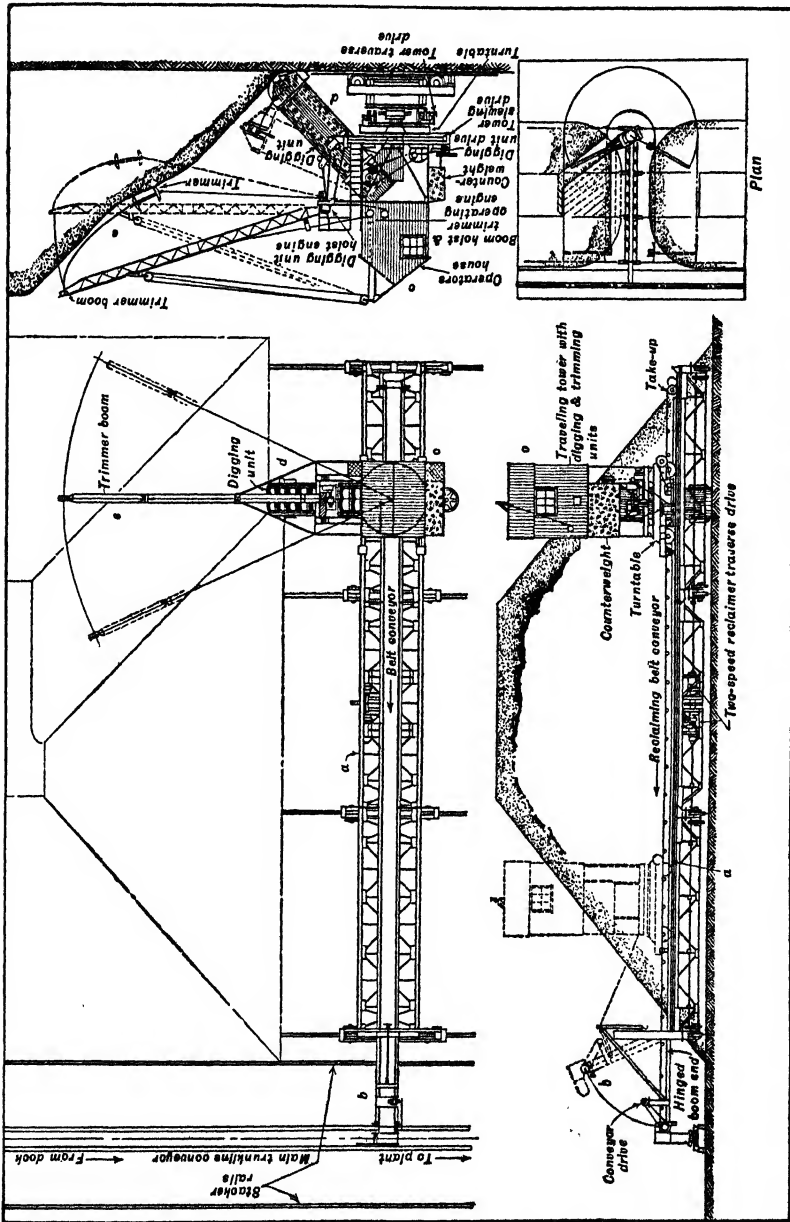 Trimmer boom
Digging
unit
d
e
a
Belt conveyor
b
c
From dock
Main trunkline conveyor
To plant
Stacker
rails
Trimmer boom
e
Trimmer
Digging
unit
d
Digging unit
hoist engine
Operators
house
c
Boom hoist &
trimmer
operating
engine
Counter-
weight
Digging
unit drive
Tower
slewing
drive
Turntable
Tower traverse
drive
Plan
c
Traveling tower with
digging & trimming
units
Take-up
Counterweight
Turntable
Reclaiming belt conveyor
Two-speed reclaimer traverse drive
a
b
Hinged
boom end
Conveyor
drive